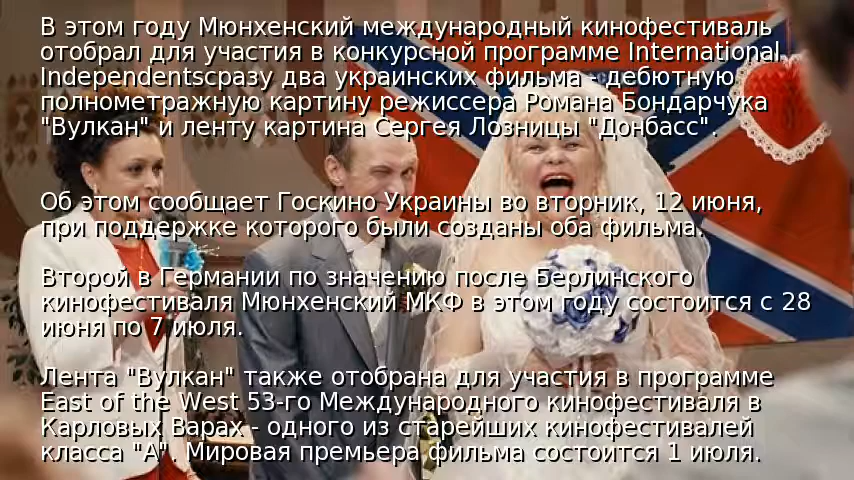 В этом году Мюнхенский международный кинофестиваль
отобрал для участия в конкурсной программе International
Independentscразу два украинских фильма - дебютную
полнометражную картину режиссера Романа Бондарчука
"Вулкан" и ленту картина Сергея Лозницы "Донбасс".
Об этом сообщает Госкино Украины во вторник, 12 июня,
при поддержке которого были созданы оба фильма.
Второй в Германии по значению после Берлинского
кинофестиваля Мюнхенский МКФ в этом году состоится с 28
июня по 7 июля.
Лента "Вулкан" также отобрана для участия в программе
East of the West 53-го Международного кинофестиваля в
Карловых Варах - одного из старейших кинофестивалей
класса "А". Мировая премьера фильма состоится 1 июля.